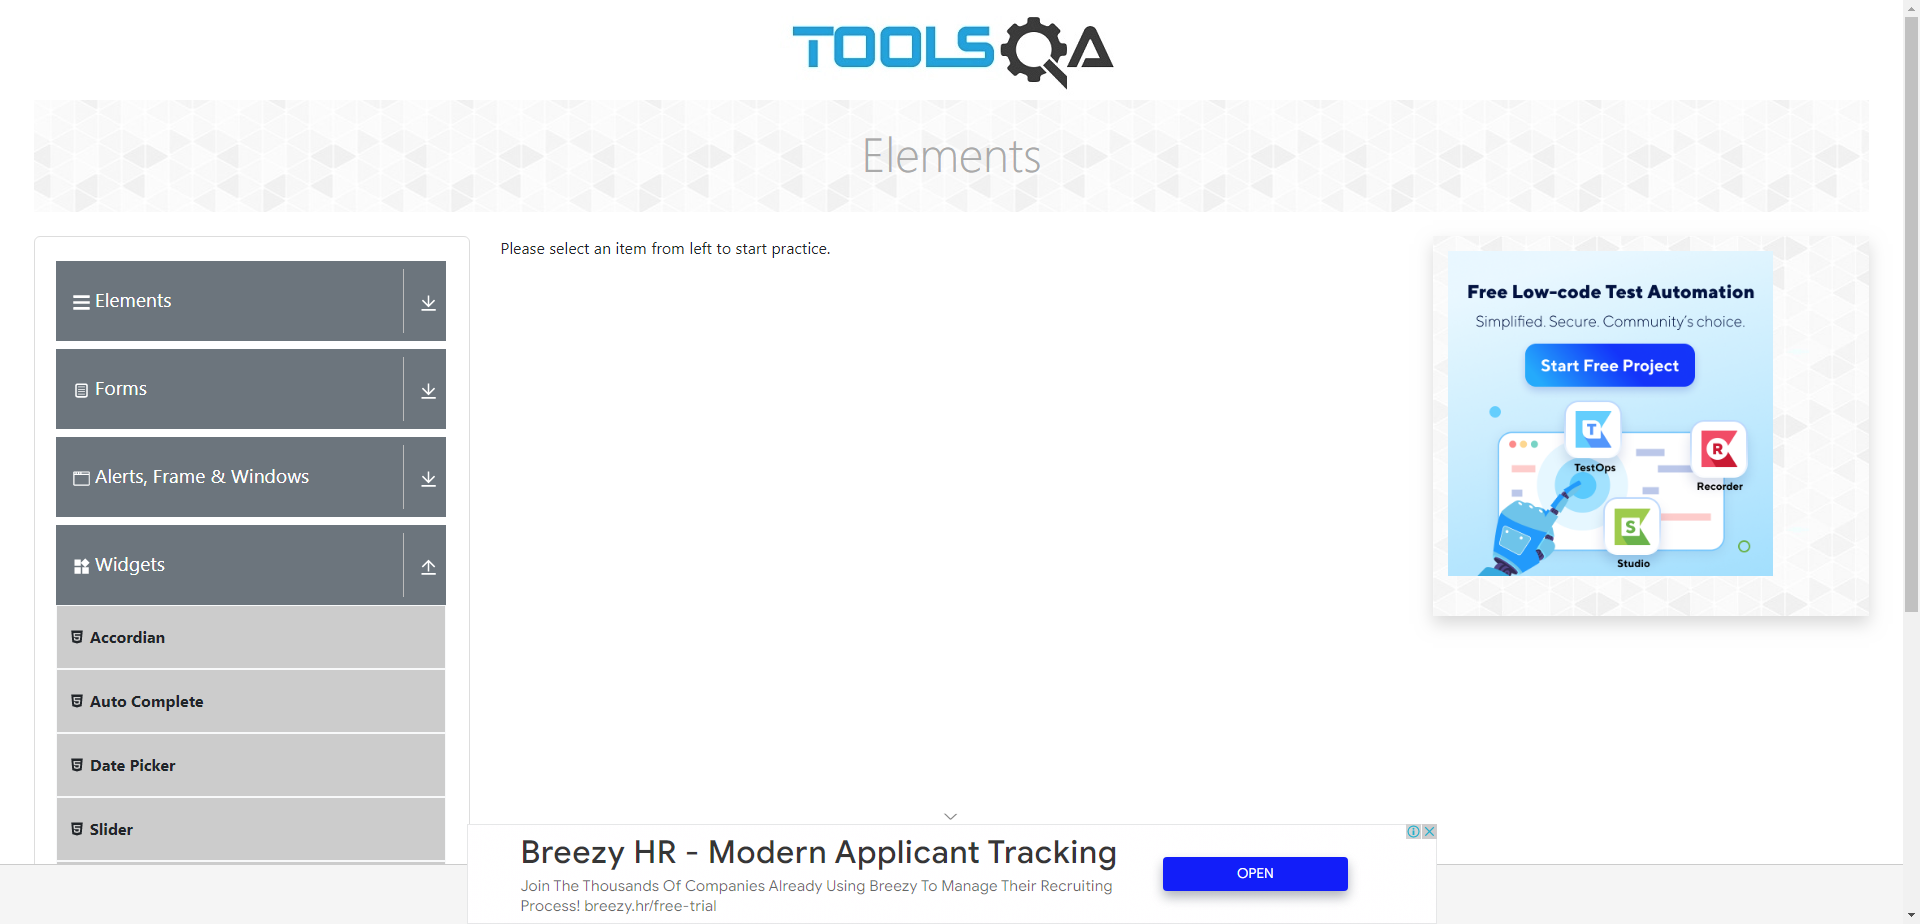 TOOLSQA
Elements
Elements
Forms
Alerts, Frame & Windows
Widgets
Accordian
Auto Complete
Date Picker
Slider
Please select an item from left to start practice.
Free Low-code Test Automation
Simplified. Secure. Community's choice.
Start Free Project
T
TestOps
R
Recorder
S
Studio
Breezy HR - Modern Applicant Tracking
Join The Thousands Of Companies Already Using Breezy To Manage Their Recruiting
Process! breezy.hr/free-trial
OPEN